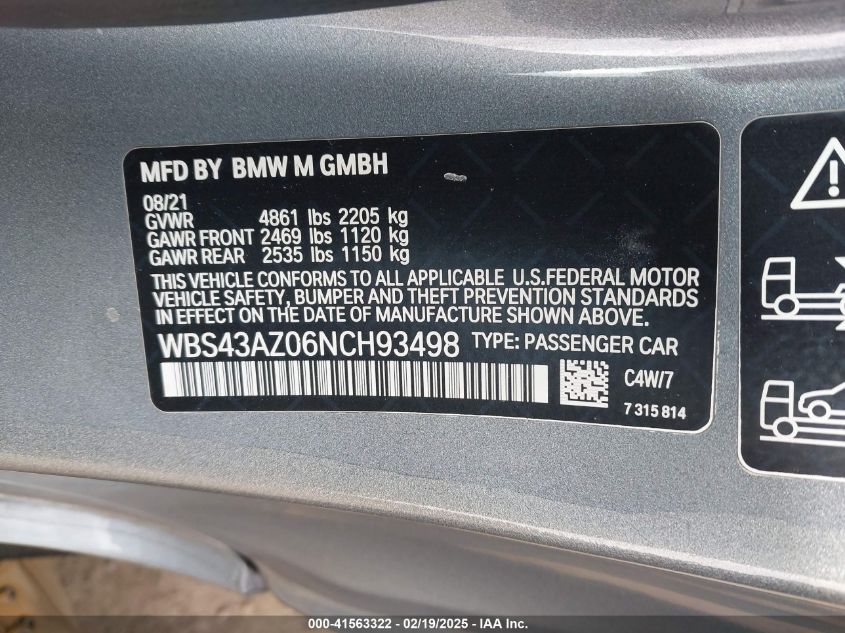 MFD BY BMW M GMBH
08/21
GVWR 4861 lbs 2205 kg
GAWR FRONT 2469 lbs 1120 kg
GAWR REAR 2535 lbs 1150 kg
THIS VEHICLE CONFORMS TO ALL APPLICABLE U.S.FEDERAL MOTOR
VEHICLE SAFETY, BUMPER AND THEFT PREVENTION STANDARDS
IN EFFECT ON THE DATE OF MANUFACTURE SHOWN ABOVE.
WBS43AZ06NCH93498 TYPE: PASSENGER CAR
C4W/7
7 315 814
000-41563322 - 02/19/2025 - IAA Inc.